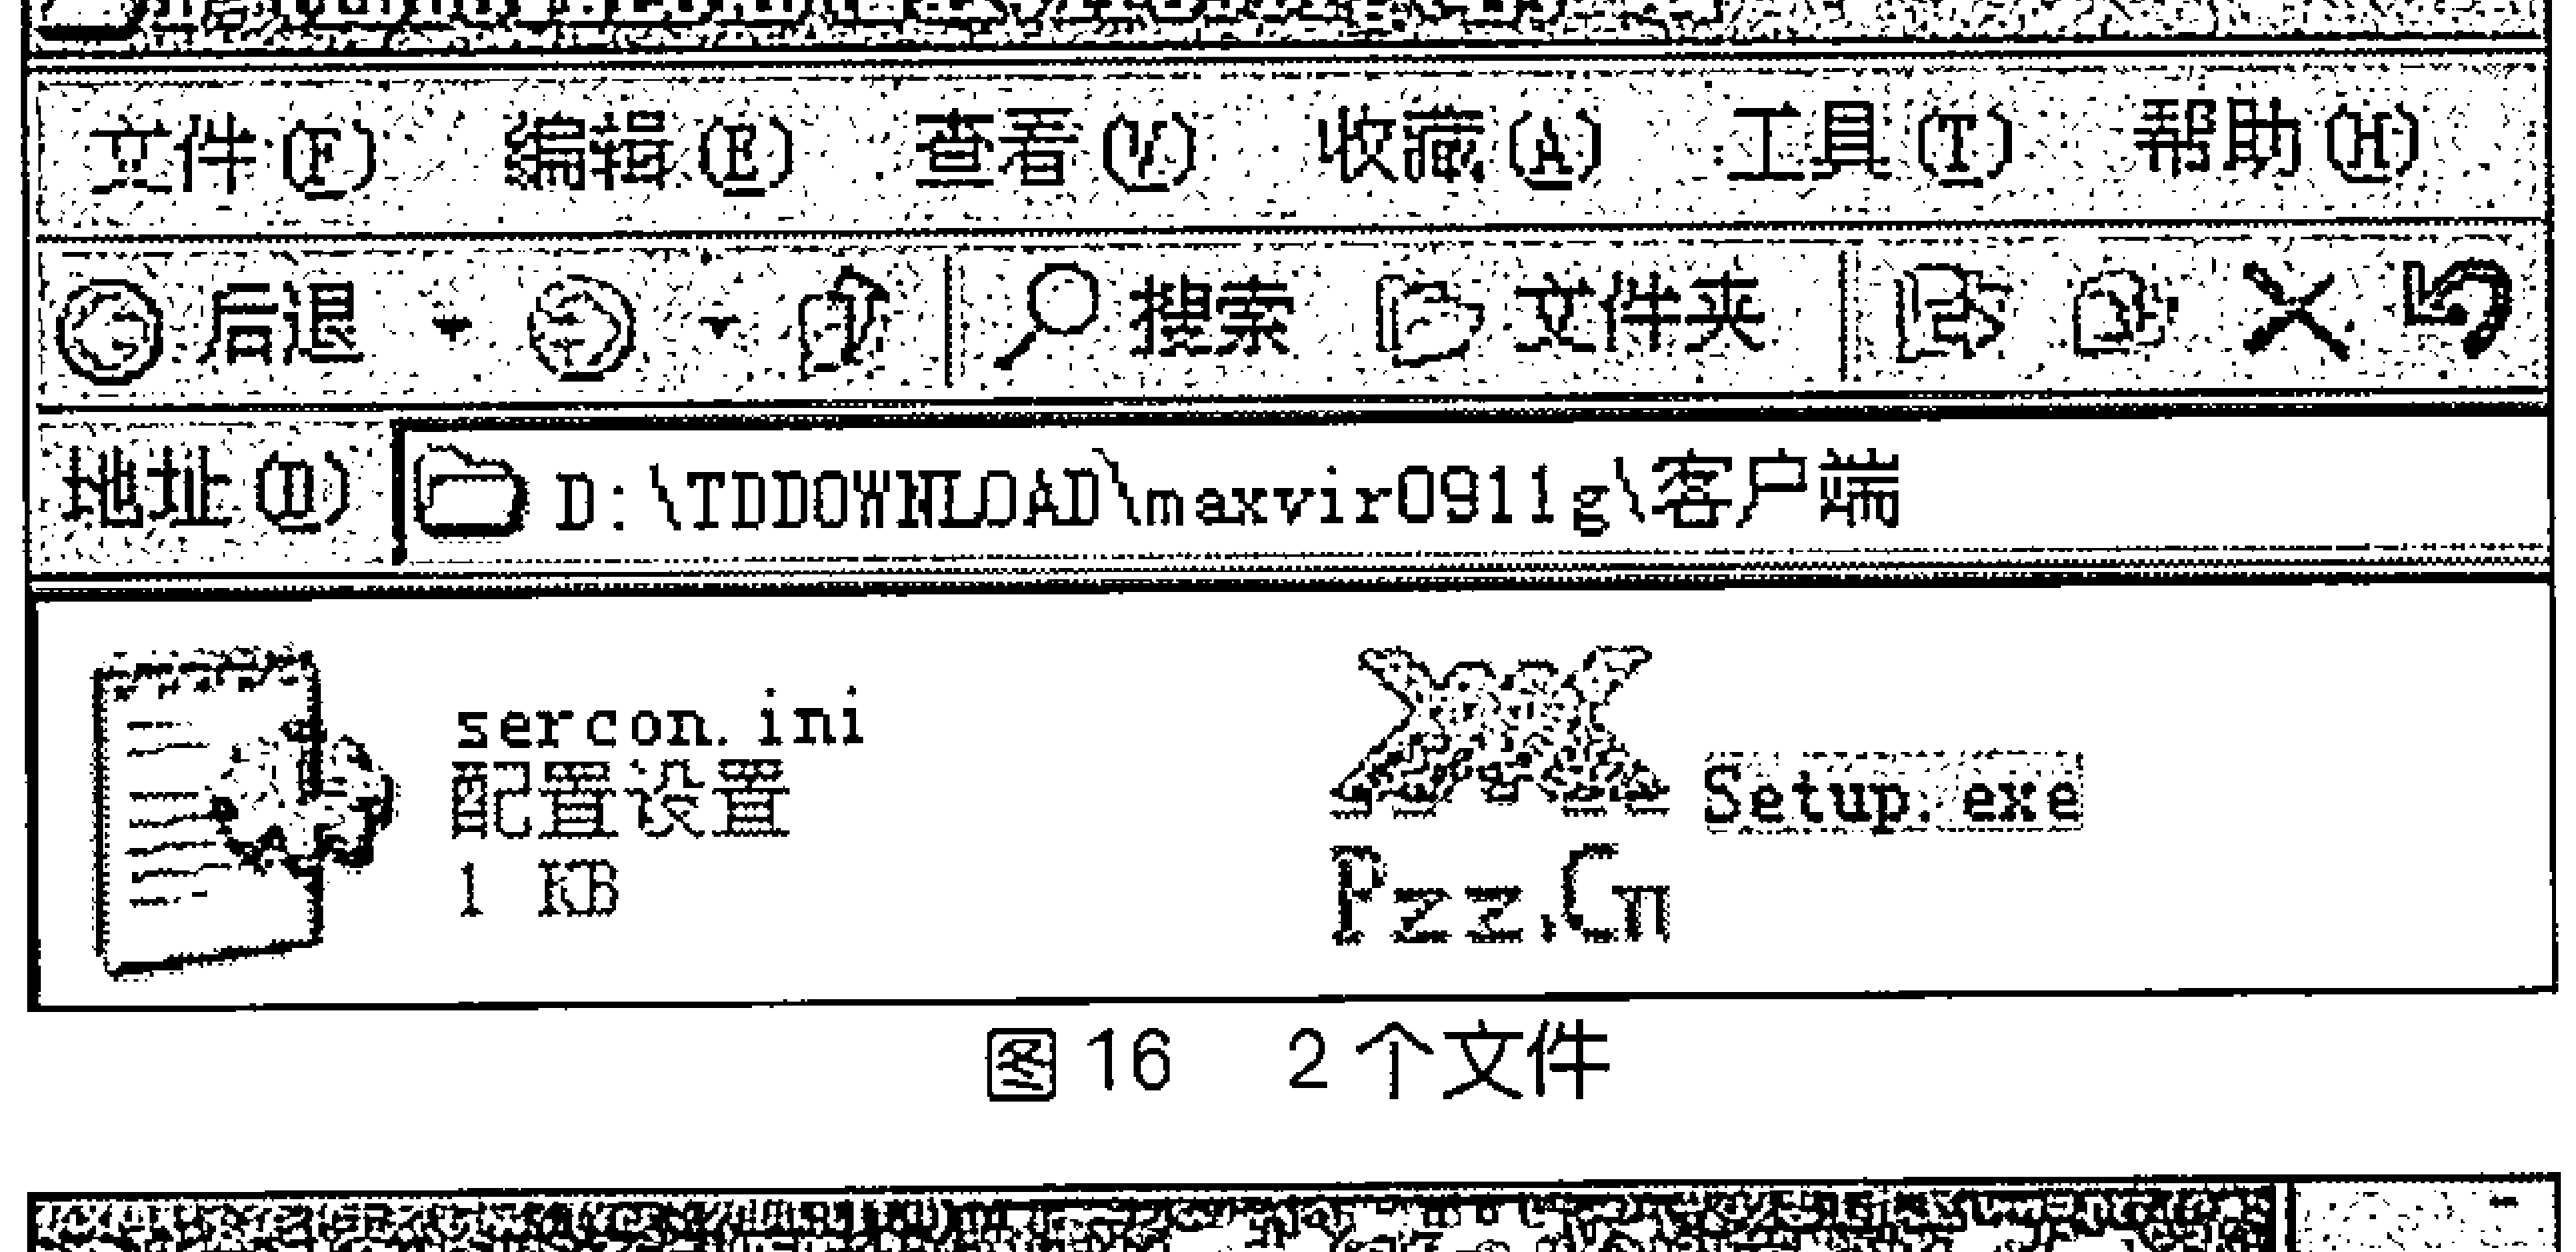 文件(F) 编辑(E) 查看(V) 收藏(A) 工具(T) 帮助(H)
后退 搜索 文件夹
地址(D) D:\TDDOWNLOAD\maxvir0911g\客户端
sercon.ini
配置设置
1 KB
Setup.exe
Pzz.Cn
图16 2个文件